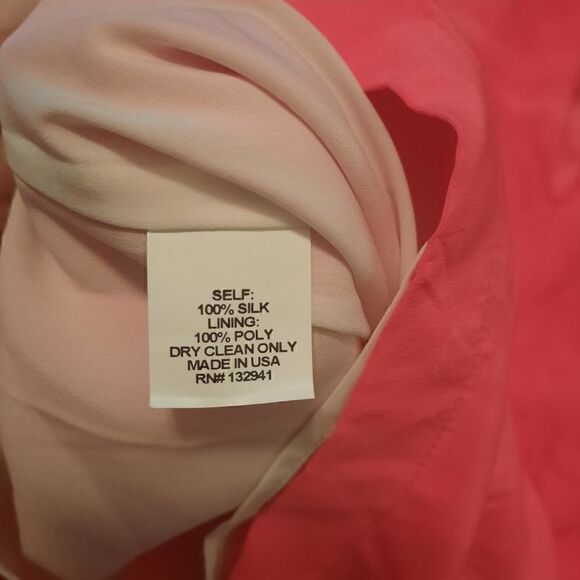 SELF:
100% SILK
LINING:
100% POLY
DRY CLEAN ONLY
MADE IN USA
RN# 132941